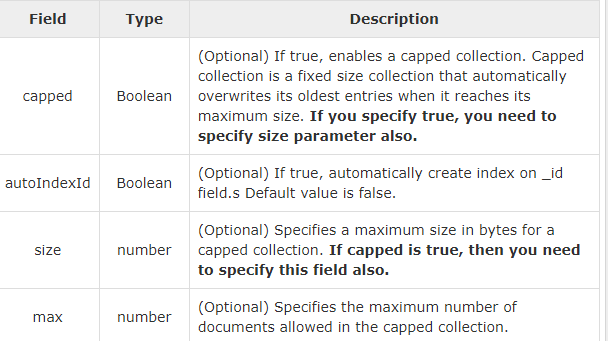 Field Type Description
(Optional) If true, enables a capped collection. Capped
collection is a fixed size collection that automatically
capped Boolean overwrites its oldest entries when it reaches its
maximum size. If you specify true, you need to
specify size parameter also.
autoIndexId Boolean (Optional) If true, automatically create index on _id
field.s Default value is false.
(Optional) Specifies a maximum size in bytes for a
size number capped collection. If capped is true, then you need
to specify this field also.
max number (Optional) Specifies the maximum number of
documents allowed in the capped collection.